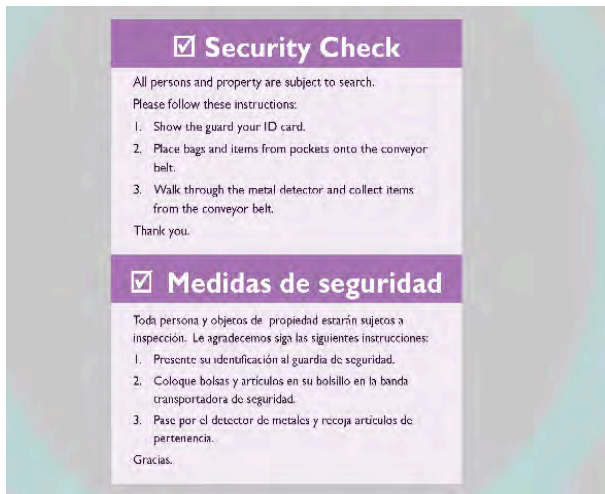 Security Check
All persons and property are subject to search.
Please follow these instructions:
1. Show the guard your ID card.
2. Place bags and items from pockets onto the conveyor
belt.
3. Walk through the metal detector and collect items
from the conveyor belt.
Thank you.
Medidas de seguridad
Toda persona y objetos de propiedad estarán sujetos a
inspección. Le agradecemos siga las siguientes instrucciones:
1. Presente su identificación al guardia de seguridad.
2. Coloque bolsas y artículos en su bolsillo en la banda
transportadora de seguridad.
3. Pase por el detector de metales y recoja artículos de
pertenencia.
Gracias.